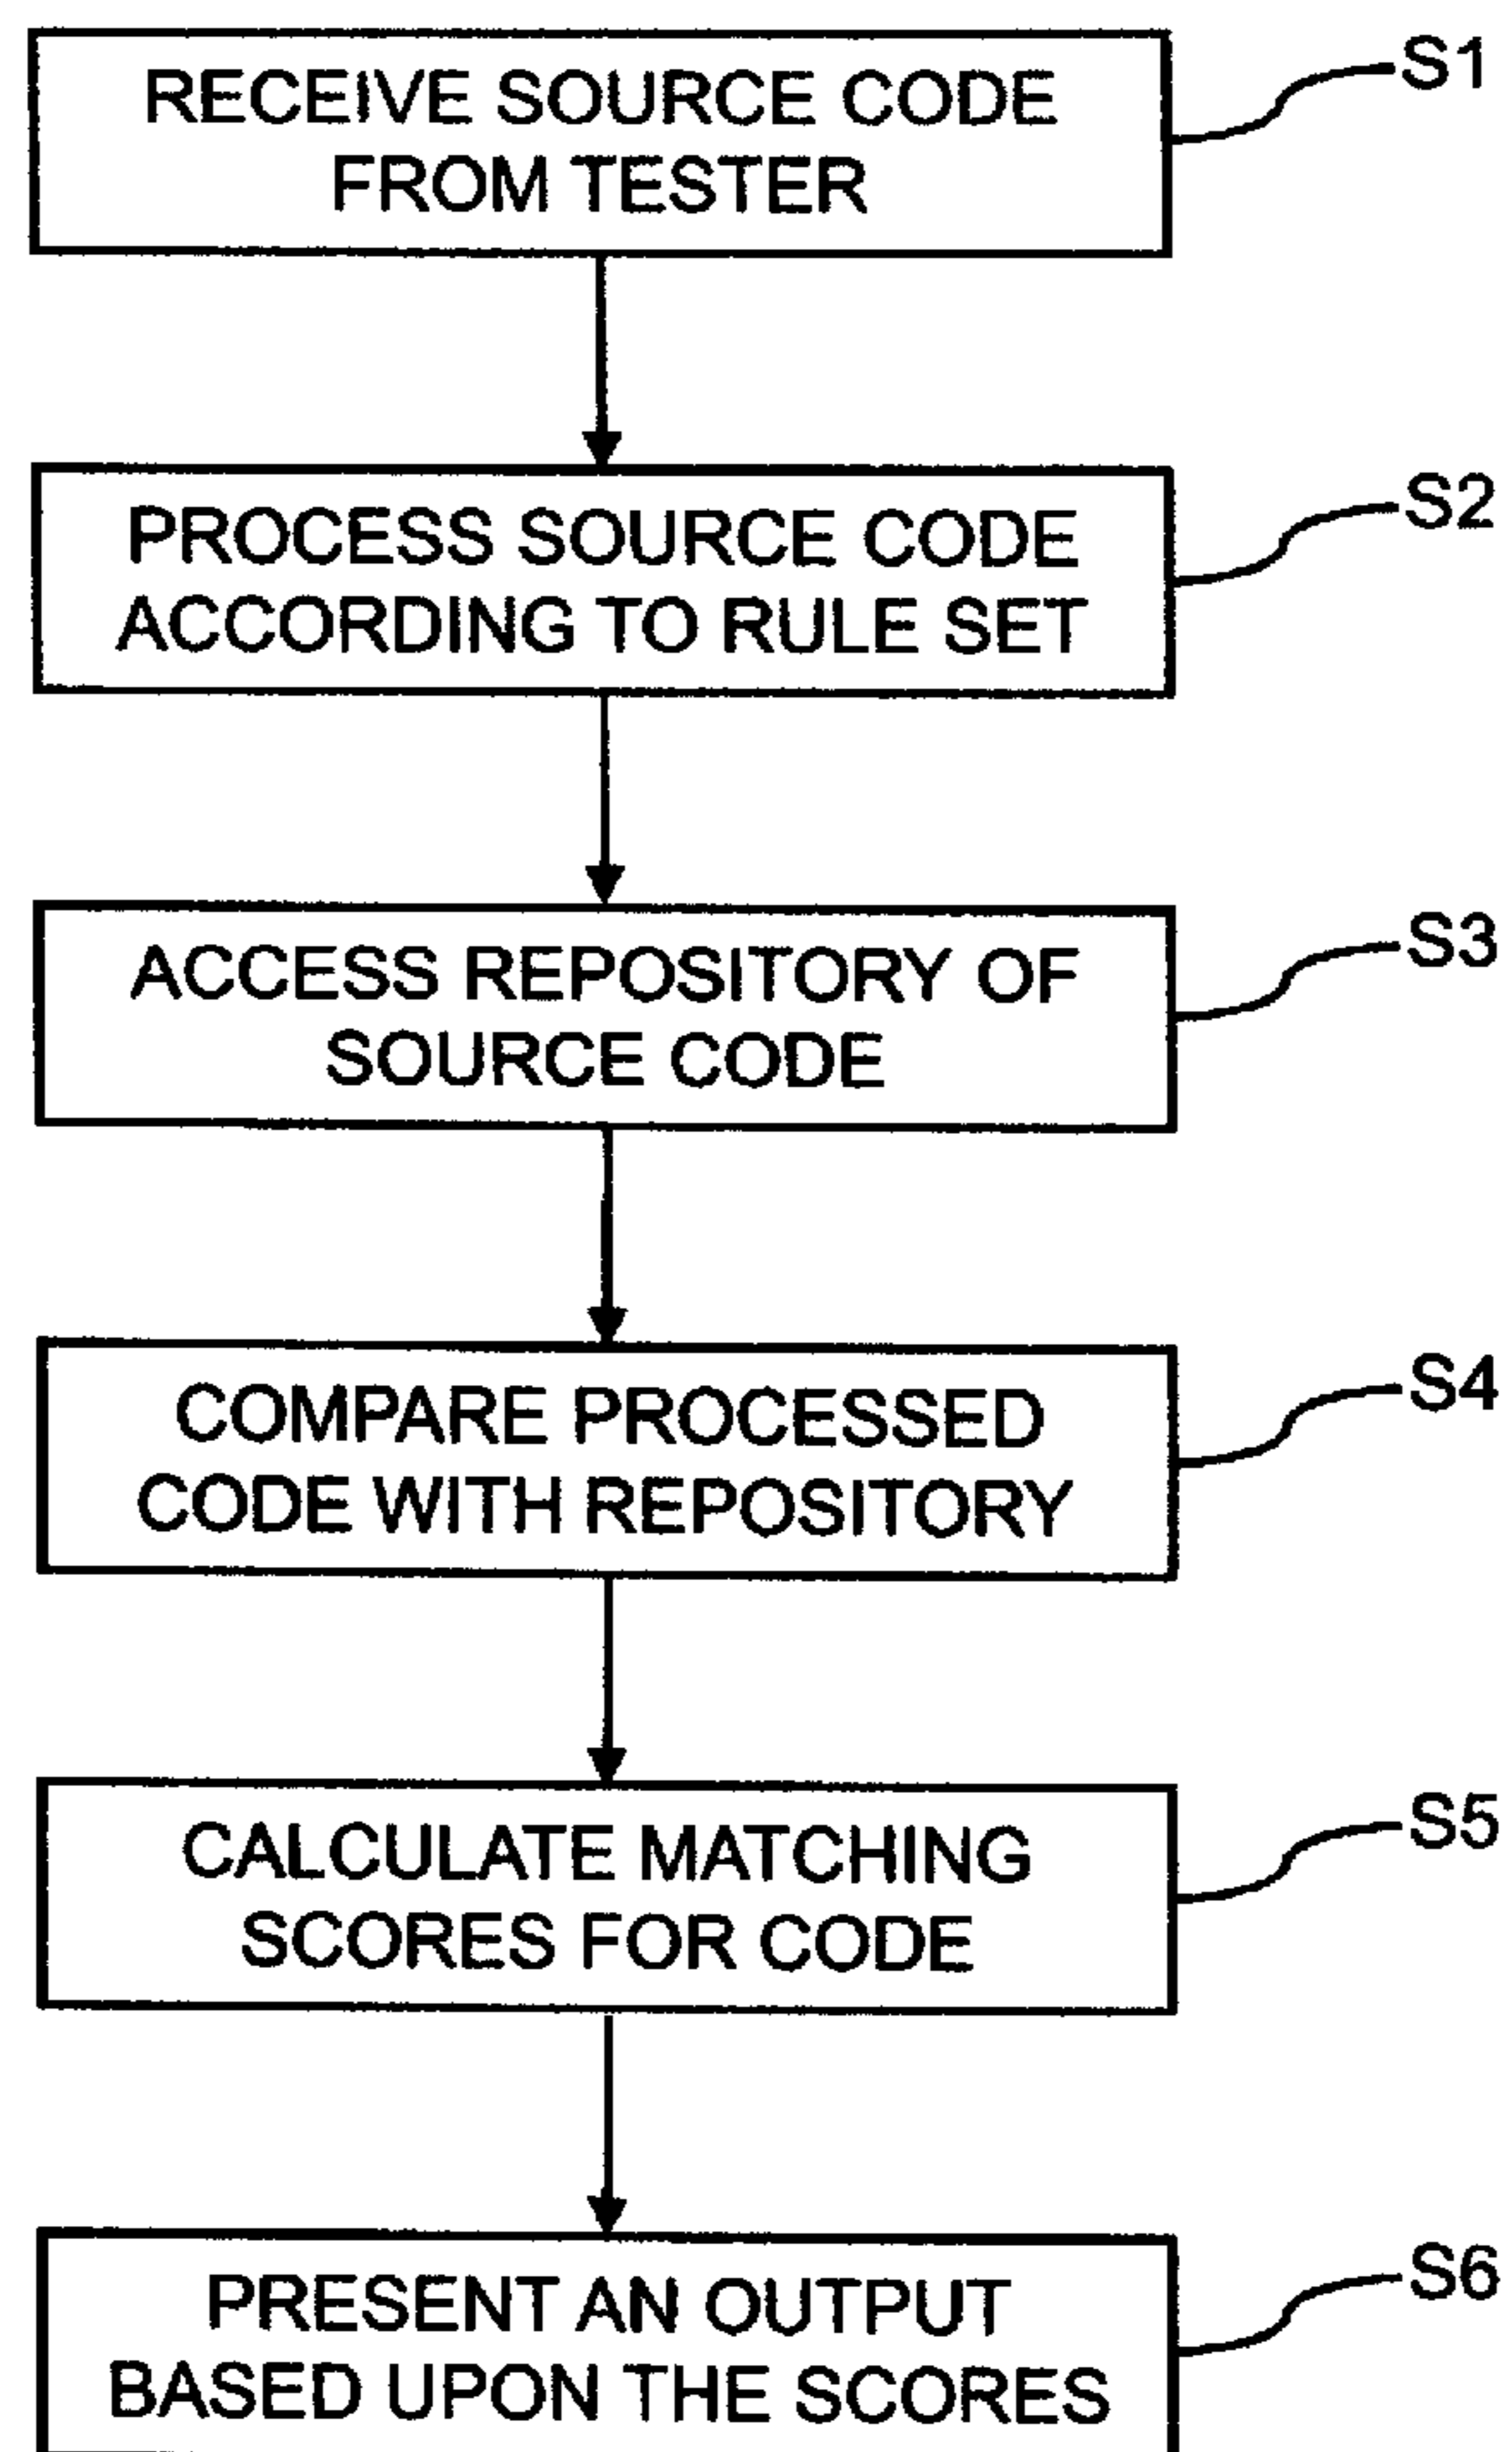 RECEIVE SOURCE CODE
FROM TESTER
S1
PROCESS SOURCE CODE
ACCORDING TO RULE SET
S2
ACCESS REPOSITORY OF
SOURCE CODE
S3
COMPARE PROCESSED
CODE WITH REPOSITORY
S4
CALCULATE MATCHING
SCORES FOR CODE
S5
PRESENT AN OUTPUT
BASED UPON THE SCORES
S6